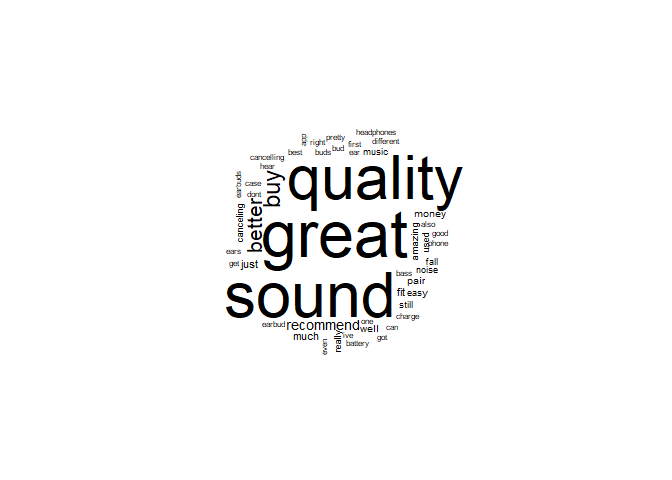 headphones
app
pretty
right
first
different
best
buds
bud
ear
music
cancelling
hear
quality
earbuds
case
dont
buy
canceling
better
great
money
also
amazing
used
good
phone
ears
get
just
fall
noise
bass
pair
sound
fit
easy
still
charge
earbud
recommend
one
well
can
much
even
really
ive
battery
got